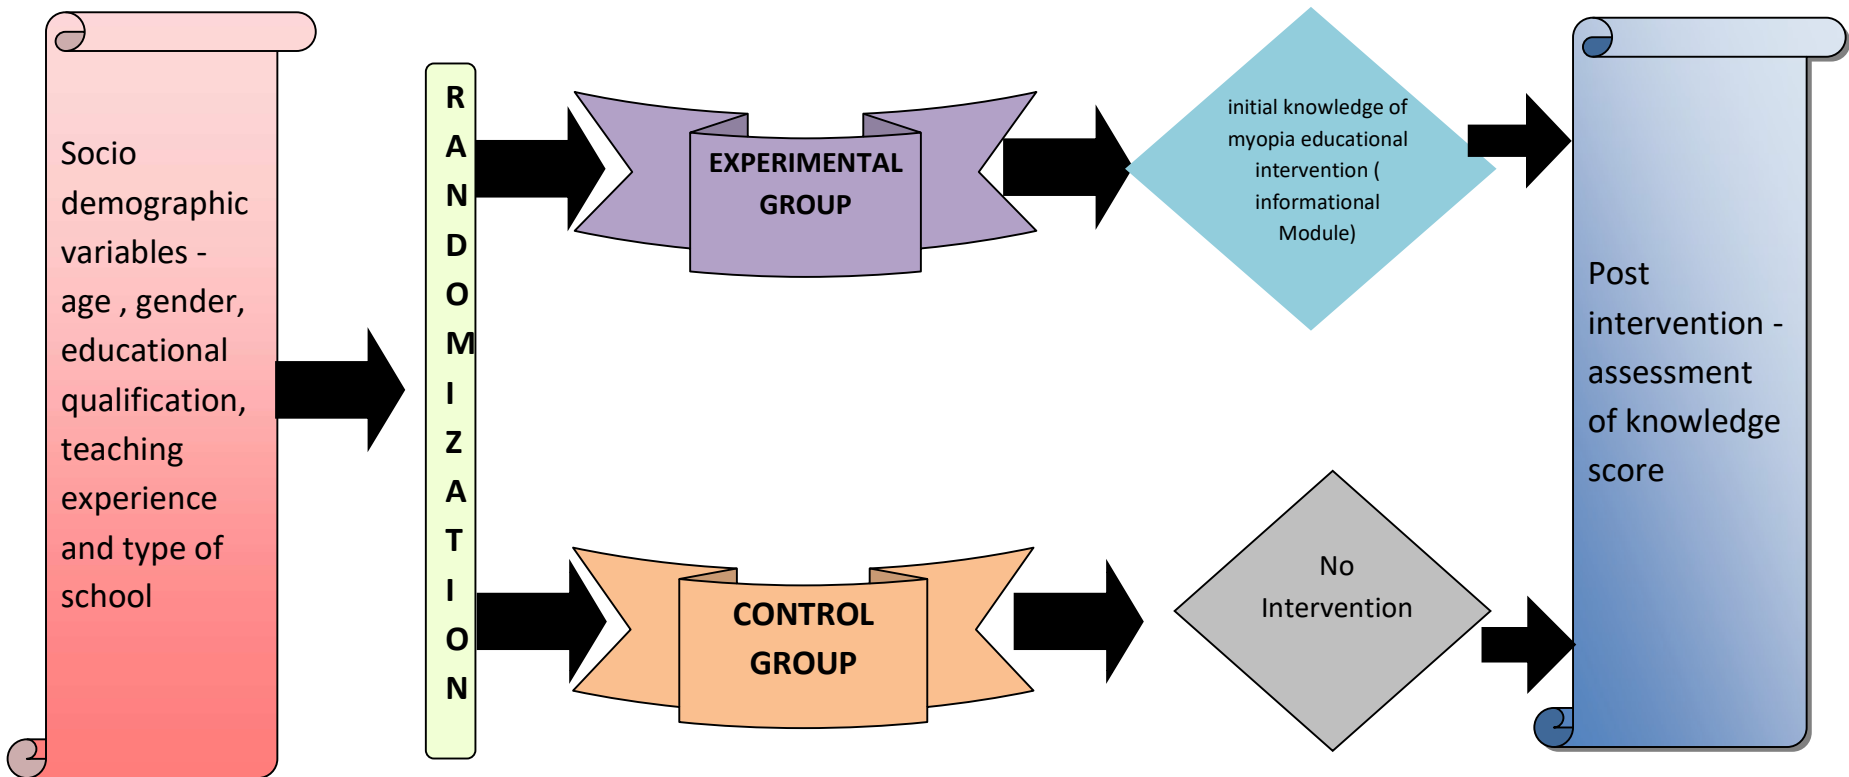 Socio
demographic
variables -
age , gender,
educational
qualification,
teaching
experience
and type of
school
R
A
N
D
O
M
I
Z
A
T
I
O
N
EXPERIMENTAL
GROUP
initial knowledge of
myopia educational
intervention (
informational
Module)
CONTROL
GROUP
No
Intervention
Post
intervention -
assessment
of knowledge
score